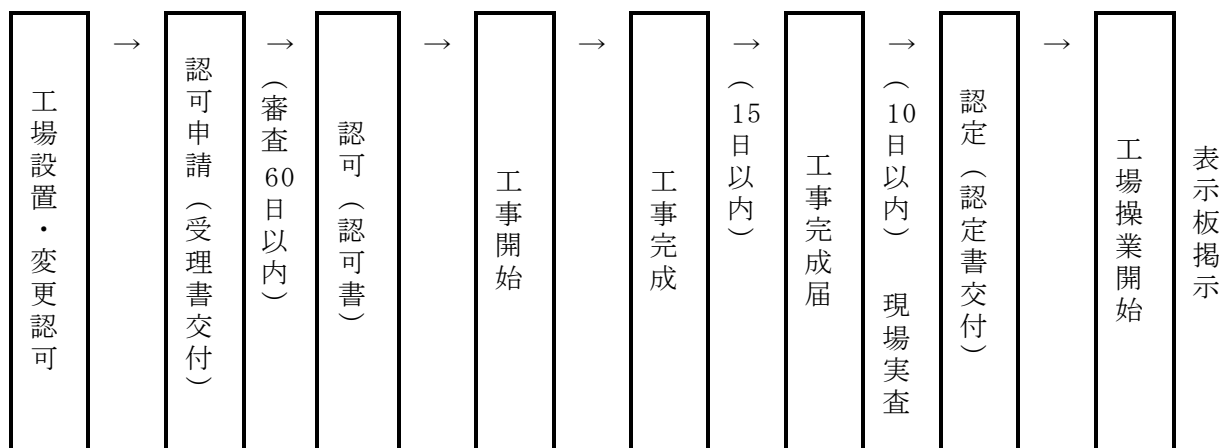 工場設置・変更認可
→
認可申請（受理書交付）
→
（審査60日以内）
認可（認可書）
→
工事開始
→
工事完成
→
（15日以内）
工事完成届
→
（10日以内）　現場実査
認定（認定書交付）
→
工場操業開始
表示板掲示